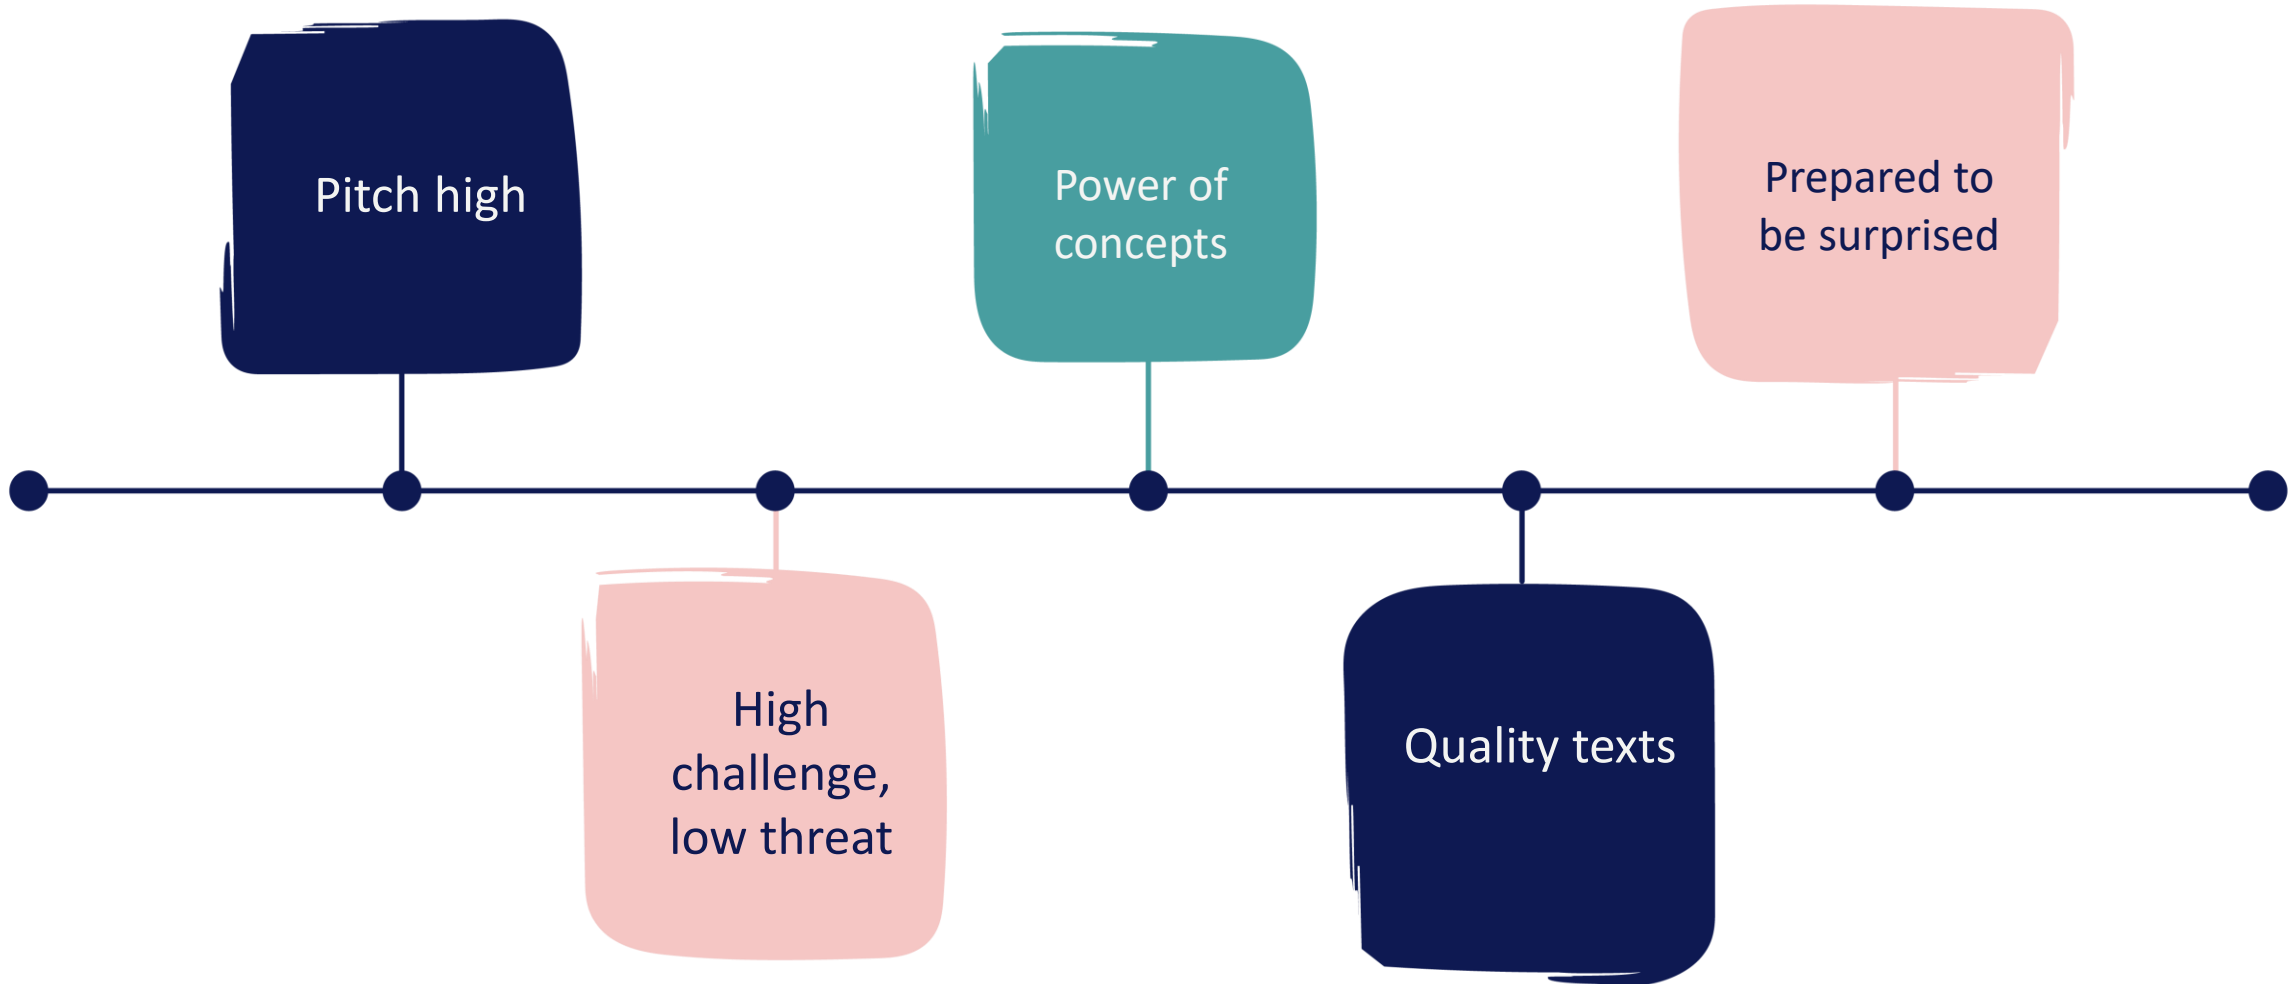 Pitch high
High
challenge,
low threat
Power of
concepts
Quality texts
Prepared to
be surprised